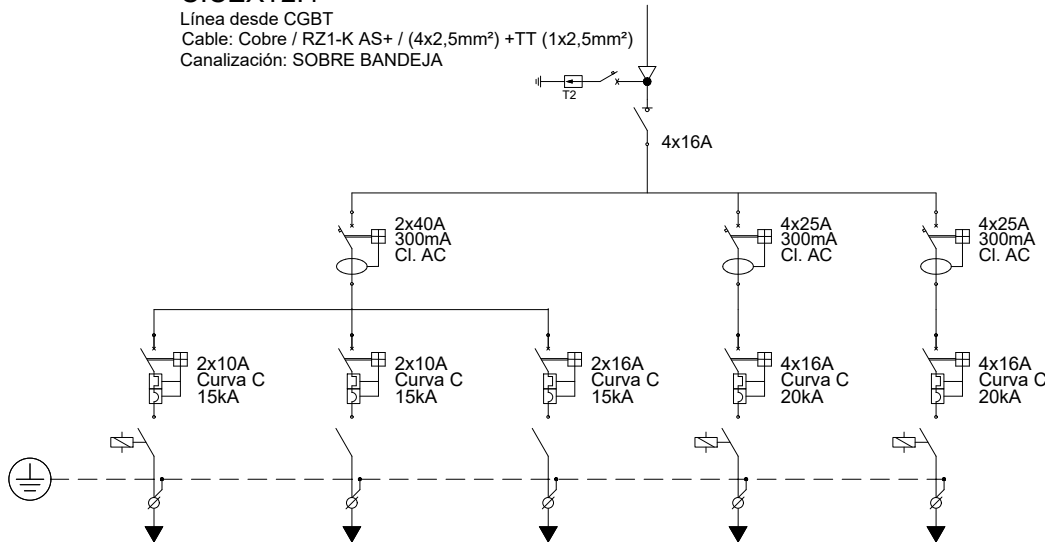 Línea desde CGBT
Cable: Cobre / RZ1-K AS+ / (4x2,5mm²) +TT (1x2,5mm²)
Canalización: SOBRE BANDEJA
T2
4x16A
2x40A
300mA
Cl. AC
4x25A
300mA
Cl. AC
4x25A
300mA
Cl. AC
2x10A
Curva C
15kA
2x10A
Curva C
15kA
2x16A
Curva C
15kA
4x16A
Curva C
20kA
4x16A
Curva C
20kA